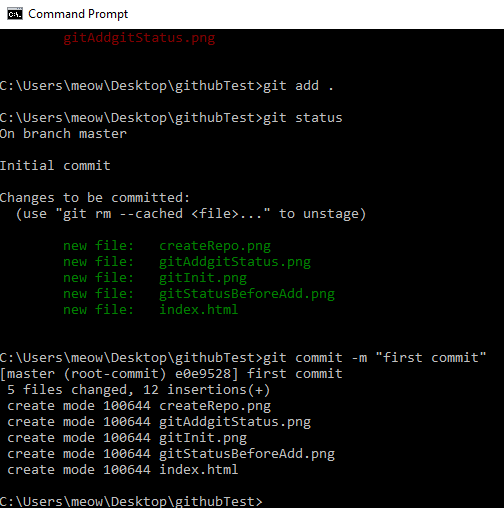 Command Prompt
gitAddgitStatus.png
C:\Users\meow\Desktop\githubTest>git add .
C:\Users\meow\Desktop\githubTest>git status
On branch master
Initial commit
Changes to be committed:
  (use "git rm --cached <file>..." to unstage)
        new file:   createRepo.png
        new file:   gitAddgitStatus.png
        new file:   gitInit.png
        new file:   gitStatusBeforeAdd.png
        new file:   index.html
C:\Users\meow\Desktop\githubTest>git commit -m "first commit"
[master (root-commit) e0e9528] first commit
 5 files changed, 12 insertions(+)
 create mode 100644 createRepo.png
 create mode 100644 gitAddgitStatus.png
 create mode 100644 gitInit.png
 create mode 100644 gitStatusBeforeAdd.png
 create mode 100644 index.html
C:\Users\meow\Desktop\githubTest>